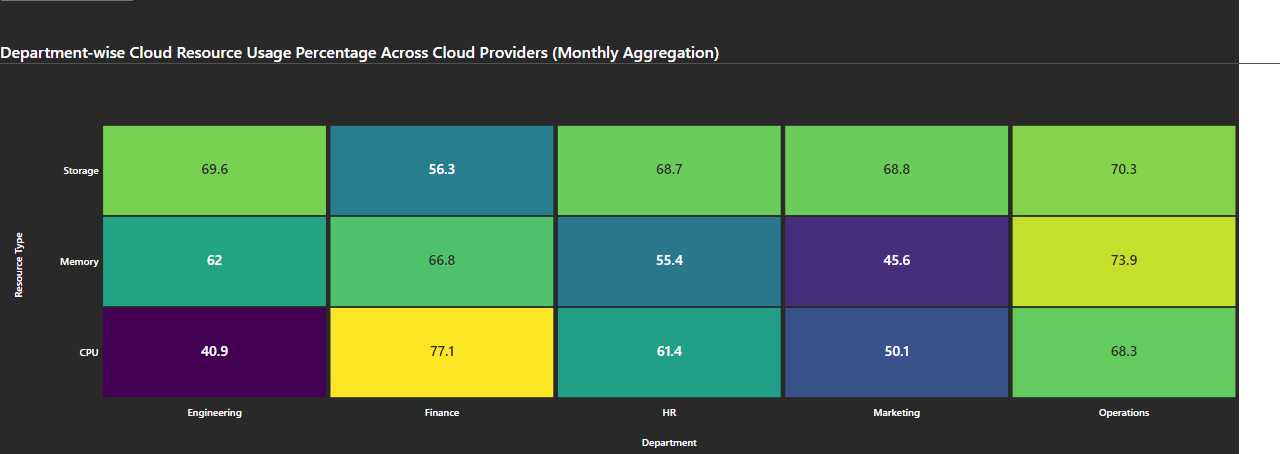 Department-wise Cloud Resource Usage Percentage Across Cloud Providers (Monthly Aggregation)
Storage 69.6 56.3 68.7 68.8 70.3
Resource Type
Memory 62 66.8 55.4 45.6 73.9
CPU 40.9 77.1 61.4 50.1 68.3
Engineering Finance HR Marketing Operations
Department